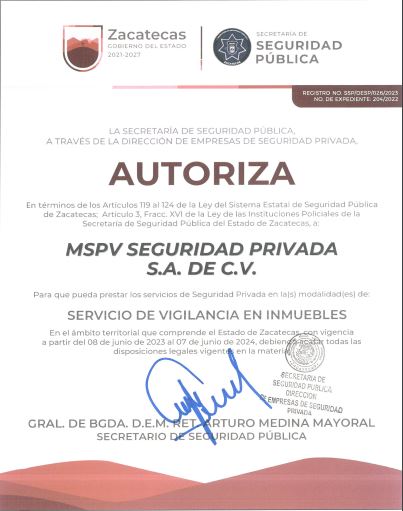 Zacatecas
GOBIERNO DEL ESTADO
2021-2027
SECRETARÍA DE
SEGURIDAD
PÚBLICA
REGISTRO NO. SSP/DESP/026/2023
NO. DE EXPEDIENTE: 204/2022
LA SECRETARÍA DE SEGURIDAD PÚBLICA,
A TRAVÉS DE LA DIRECCIÓN DE EMPRESAS DE SEGURIDAD PRIVADA,
AUTORIZA
En términos de los Artículos 119 al 124 de la Ley del Sistema Estatal de Seguridad Pública
de Zacatecas; Artículo 3, Fracc. XVI de la Ley de las Instituciones Policiales de la
Secretaría de Seguridad Pública del Estado de Zacatecas, a:
MSPV SEGURIDAD PRIVADA
S.A. DE C.V.
Para que pueda prestar los servicios de Seguridad Privada en la(s) modalidad(es) de:
SERVICIO DE VIGILANCIA EN INMUEBLES
En el ámbito territorial que comprende el Estado de Zacatecas, con vigencia
a partir del 08 de junio de 2023 al 07 de junio de 2024, debiendo acatar todas las
disposiciones legales vigentes en la materia.
SECRETARÍA DE
SEGURIDAD PUBLICA
DIRECCION
DE EMPRESAS DE SEGURIDAD
PRIVADA
GRAL. DE BGDA. D.E.M. RET. ARTURO MEDINA MAYORAL
SECRETARIO DE SEGURIDAD PÚBLICA